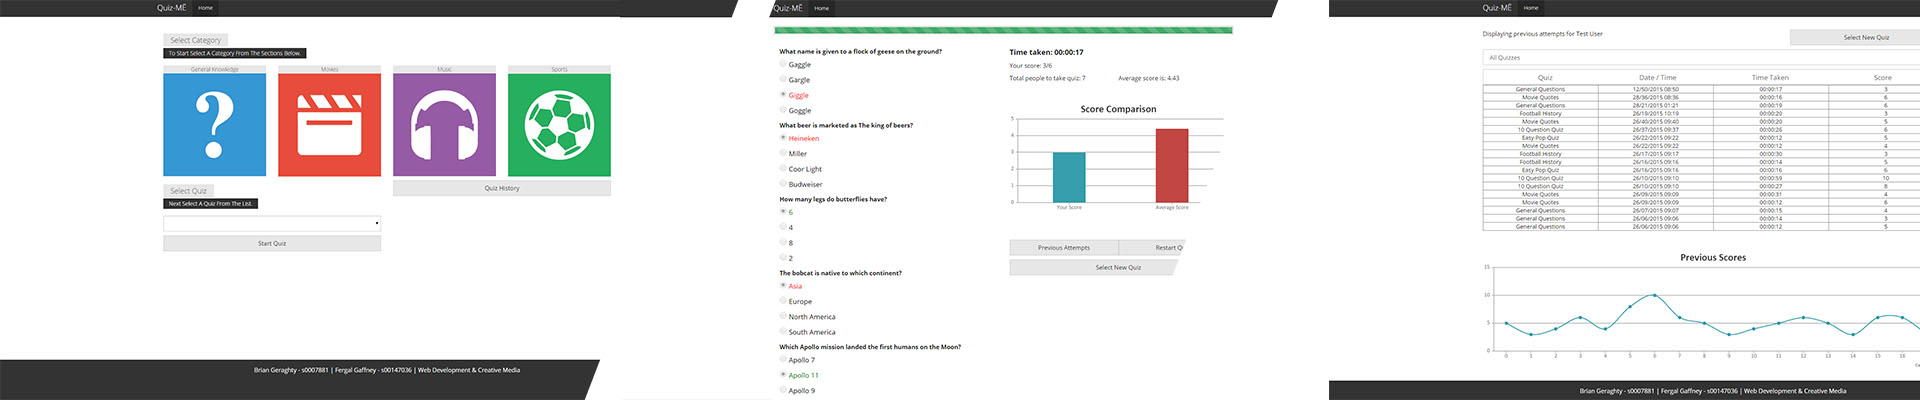 Quiz-MË Home
Select Category
To Start Select A Category From The Sections Below.
General Knowledge Movies Music Sports
Quiz History
Select Quiz
Next Select A Quiz From The List.
Start Quiz
Brian Geraghty - s0007881 | Fergal Gaffney - s00147036 | Web Development & Creative Media
Quiz-MË Home
What name is given to a flock of geese on the ground?
Gaggle
Gargle
Giggle
Goggle
What beer is marketed as The king of beers?
Heineken
Miller
Coor Light
Budweiser
How many legs do butterflies have?
6
4
8
2
The bobcat is native to which continent?
Asia
Europe
North America
South America
Which Apollo mission landed the first humans on the Moon?
Apollo 7
Apollo 11
Apollo 9
Time taken: 00:00:17
Your score: 3/6
Total people to take quiz: 7 Average score is: 4.43
Score Comparison
5
4
3
2
1
0
Your Score Average Score
Previous Attempts Restart Q
Select New Quiz
Quiz-MË Home
Displaying previous attempts for Test User
Select New Quiz
All Quizzes
Quiz Date / Time Time Taken Score
General Questions 12/50/2015 08:50 00:00:17 3
Movie Quotes 28/36/2015 08:36 00:00:16 6
General Questions 28/21/2015 01:21 00:00:19 6
Football History 26/19/2015 10:19 00:00:20 3
Movie Quotes 26/40/2015 09:40 00:00:20 5
10 Question Quiz 26/37/2015 09:37 00:00:26 6
Easy Pop Quiz 26/22/2015 09:22 00:00:12 5
Movie Quotes 26/22/2015 09:22 00:00:12 4
Football History 26/17/2015 09:17 00:00:30 3
Football History 26/16/2015 09:16 00:00:14 5
Easy Pop Quiz 26/16/2015 09:16 00:00:16 6
10 Question Quiz 26/10/2015 09:10 00:00:59 10
10 Question Quiz 26/10/2015 09:10 00:00:27 8
Movie Quotes 26/09/2015 09:09 00:00:31 4
Movie Quotes 26/09/2015 09:09 00:00:12 6
General Questions 26/07/2015 09:07 00:00:15 4
General Questions 26/06/2015 09:06 00:00:14 3
General Questions 26/06/2015 09:06 00:00:12 5
Previous Scores
15
10
5
0
0 1 2 3 4 5 6 7 8 9 10 11 12 13 14 15 16
Brian Geraghty - s0007881 | Fergal Gaffney - s00147036 | Web Development & Creative Media